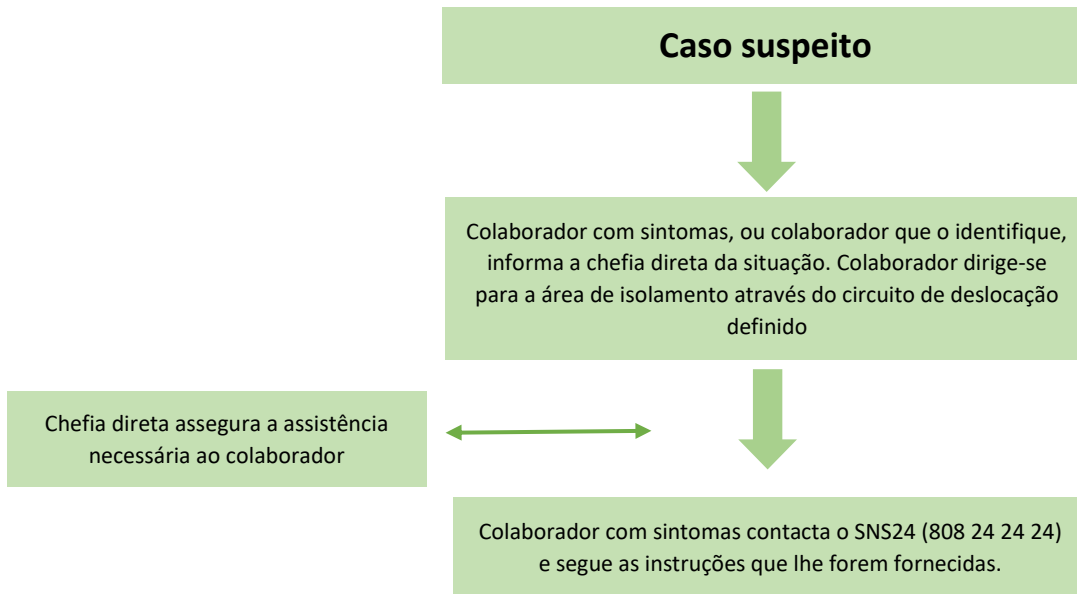 Caso suspeito
Colaborador com sintomas, ou colaborador que o identifique,
informa a chefia direta da situação. Colaborador dirige-se
para a área de isolamento através do circuito de deslocação
definido
Chefia direta assegura a assistência
necessária ao colaborador
Colaborador com sintomas contacta o SNS24 (808 24 24 24)
e segue as instruções que lhe forem fornecidas.